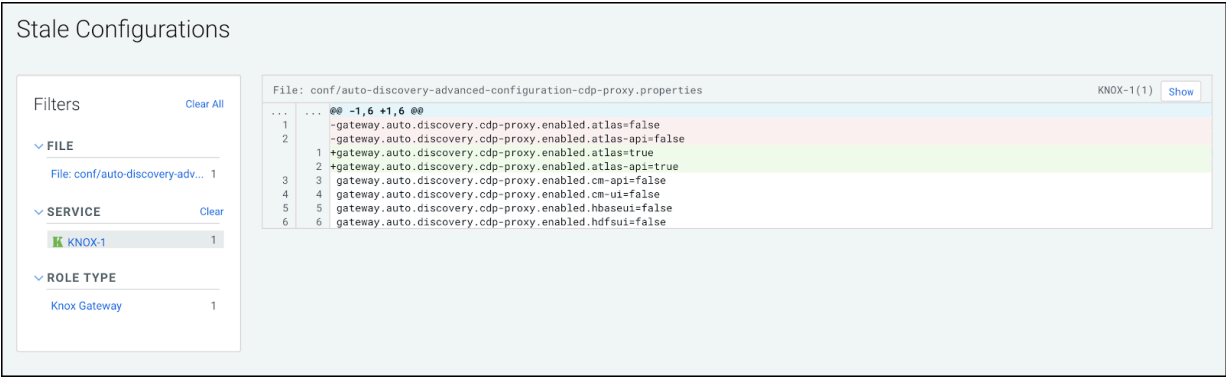 Stale Configurations
Filters Clear All
FILE
File: conf/auto-discovery-adv... 1
SERVICE Clear
KNOX-1 1
ROLE TYPE
Knox Gateway 1
File: conf/auto-discovery-advanced-configuration-cdp-proxy.properties KNOX-1(1) Show
... ... @@ -1,6 +1,6 @@
1 -gateway.auto.discovery.cdp-proxy.enabled.atlas=false
2 -gateway.auto.discovery.cdp-proxy.enabled.atlas-api=false
1 +gateway.auto.discovery.cdp-proxy.enabled.atlas=true
2 +gateway.auto.discovery.cdp-proxy.enabled.atlas-api=true
3 3 gateway.auto.discovery.cdp-proxy.enabled.cm-api=false
4 4 gateway.auto.discovery.cdp-proxy.enabled.cm-ui=false
5 5 gateway.auto.discovery.cdp-proxy.enabled.hbaseui=false
6 6 gateway.auto.discovery.cdp-proxy.enabled.hdfsui=false